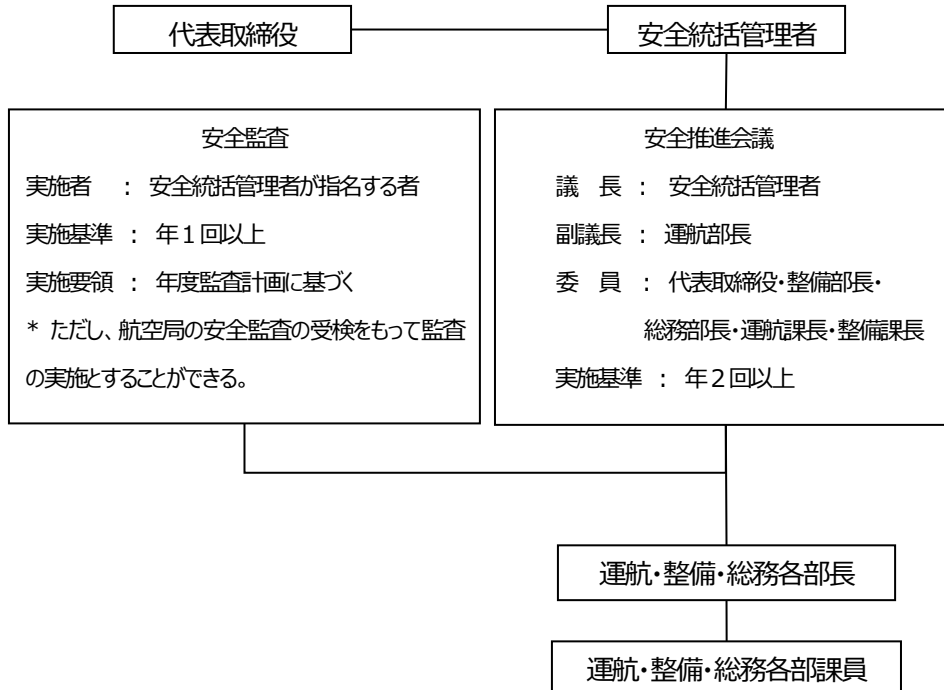 代表取締役
安全統括管理者
安全監査
実施者 : 安全統括管理者が指名する者
実施基準 : 年1回以上
実施要領 : 年度監査計画に基づく
* ただし、航空局の安全監査の受検をもって監査
の実施とすることができる。
安全推進会議
議 長 : 安全統括管理者
副議長 : 運航部長
委 員 : 代表取締役・整備部長・
総務部長・運航課長・整備課長
実施基準 : 年2回以上
運航・整備・総務各部長
運航・整備・総務各部課員